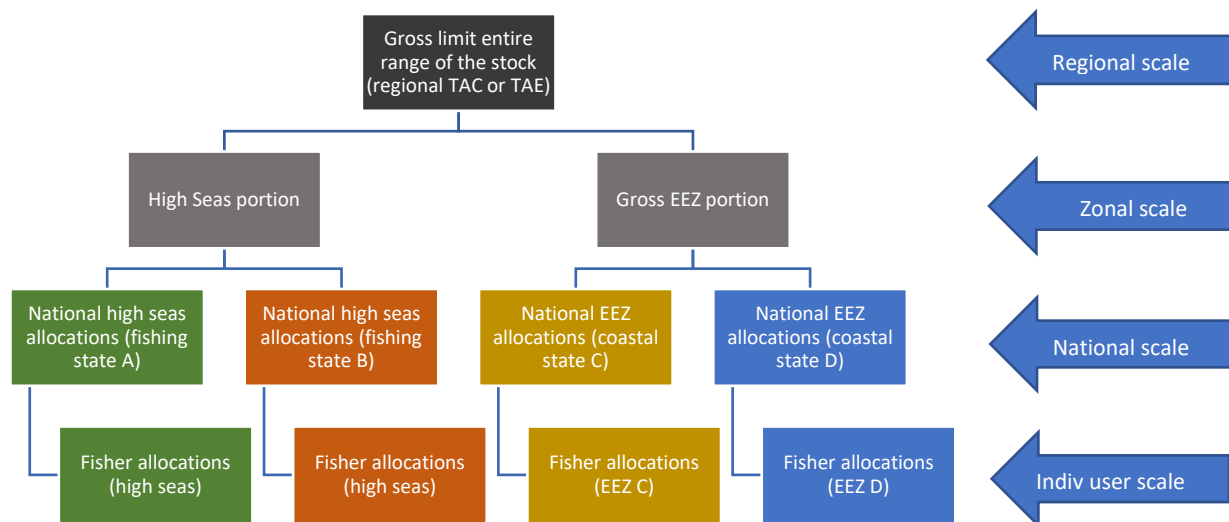 Gross limit entire
range of the stock
(regional TAC or TAE)
Regional scale
High Seas portion
Gross EEZ portion
Zonal scale
National high seas
allocations (fishing
state A)
National high seas
allocations (fishing
state B)
National EEZ
allocations (coastal
state C)
National EEZ
allocations (coastal
state D)
National scale
Fisher allocations
(high seas)
Fisher allocations
(high seas)
Fisher allocations
(EEZ C)
Fisher allocations
(EEZ D)
Indiv user scale